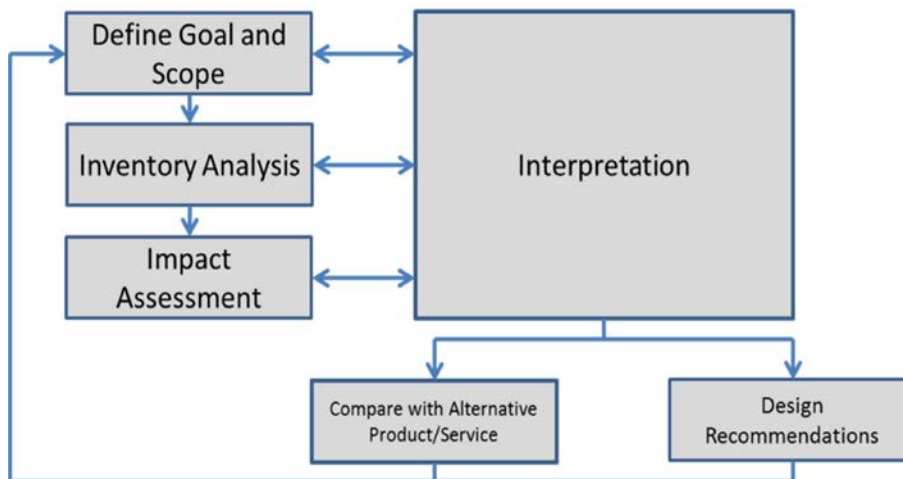 Define Goal and
Scope
Inventory Analysis
Impact
Assessment
Interpretation
Compare with Alternative
Product/Service
Design
Recommendations